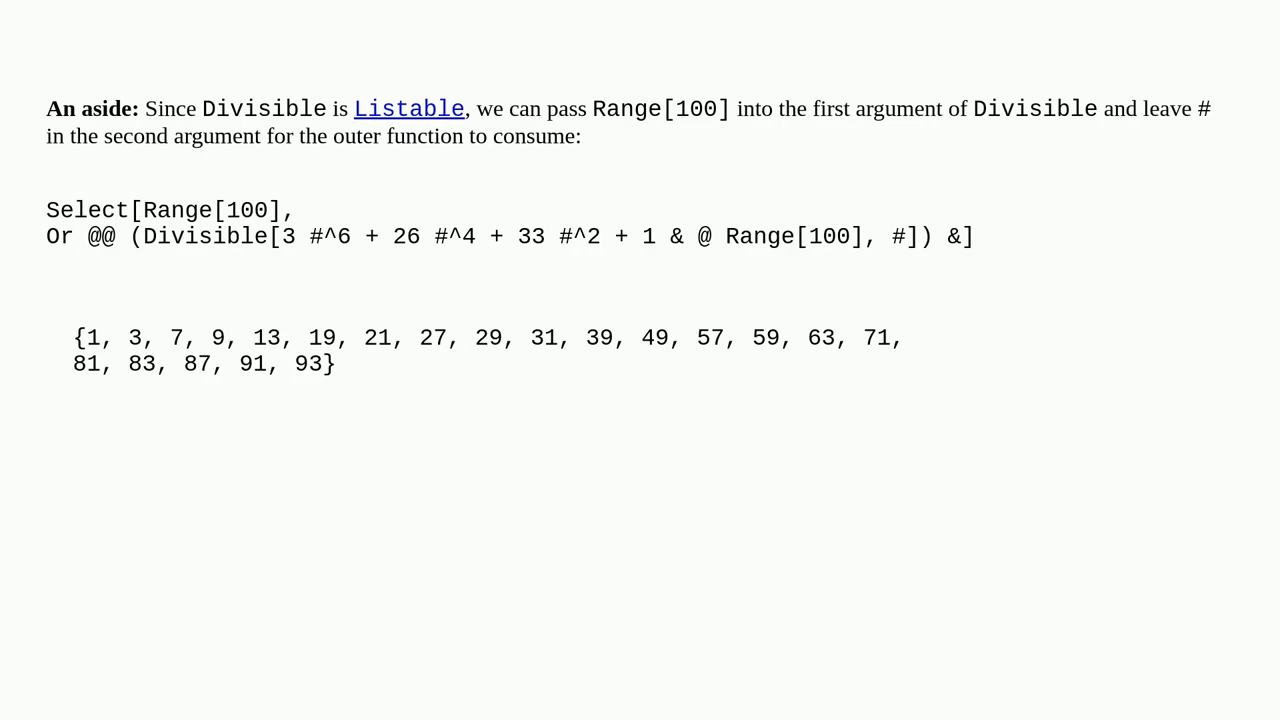 An aside: Since Divisible is Listable, we can pass Range[100] into the first argument of Divisible and leave #
in the second argument for the outer function to consume:
Select[Range[100],
Or @@ (Divisible[3 #^6 + 26 #^4 + 33 #^2 + 1 & @ Range[100], #]) &]
{1, 3, 7, 9, 13, 19, 21, 27, 29, 31, 39, 49, 57, 59, 63, 71,
81, 83, 87, 91, 93}